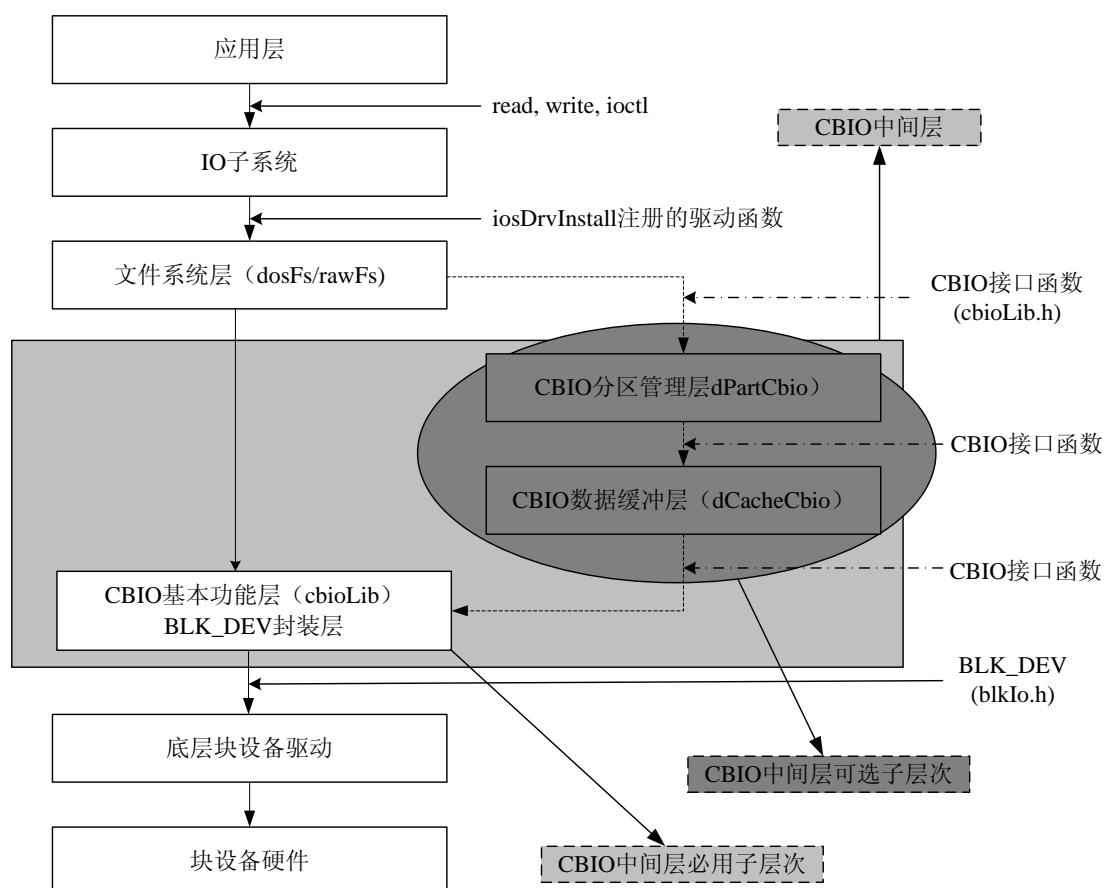 应用层
read, write, ioctl
CBIO中间层
IO子系统
iosDrvInstall注册的驱动函数
文件系统层（dosFs/rawFs)
CBIO接口函数
(cbioLib.h)
CBIO分区管理层dPartCbio）
CBIO接口函数
CBIO数据缓冲层（dCacheCbio）
CBIO接口函数
CBIO基本功能层（cbioLib）
BLK_DEV封装层
BLK_DEV
(blkIo.h)
底层块设备驱动
CBIO中间层可选子层次
块设备硬件
CBIO中间层必用子层次